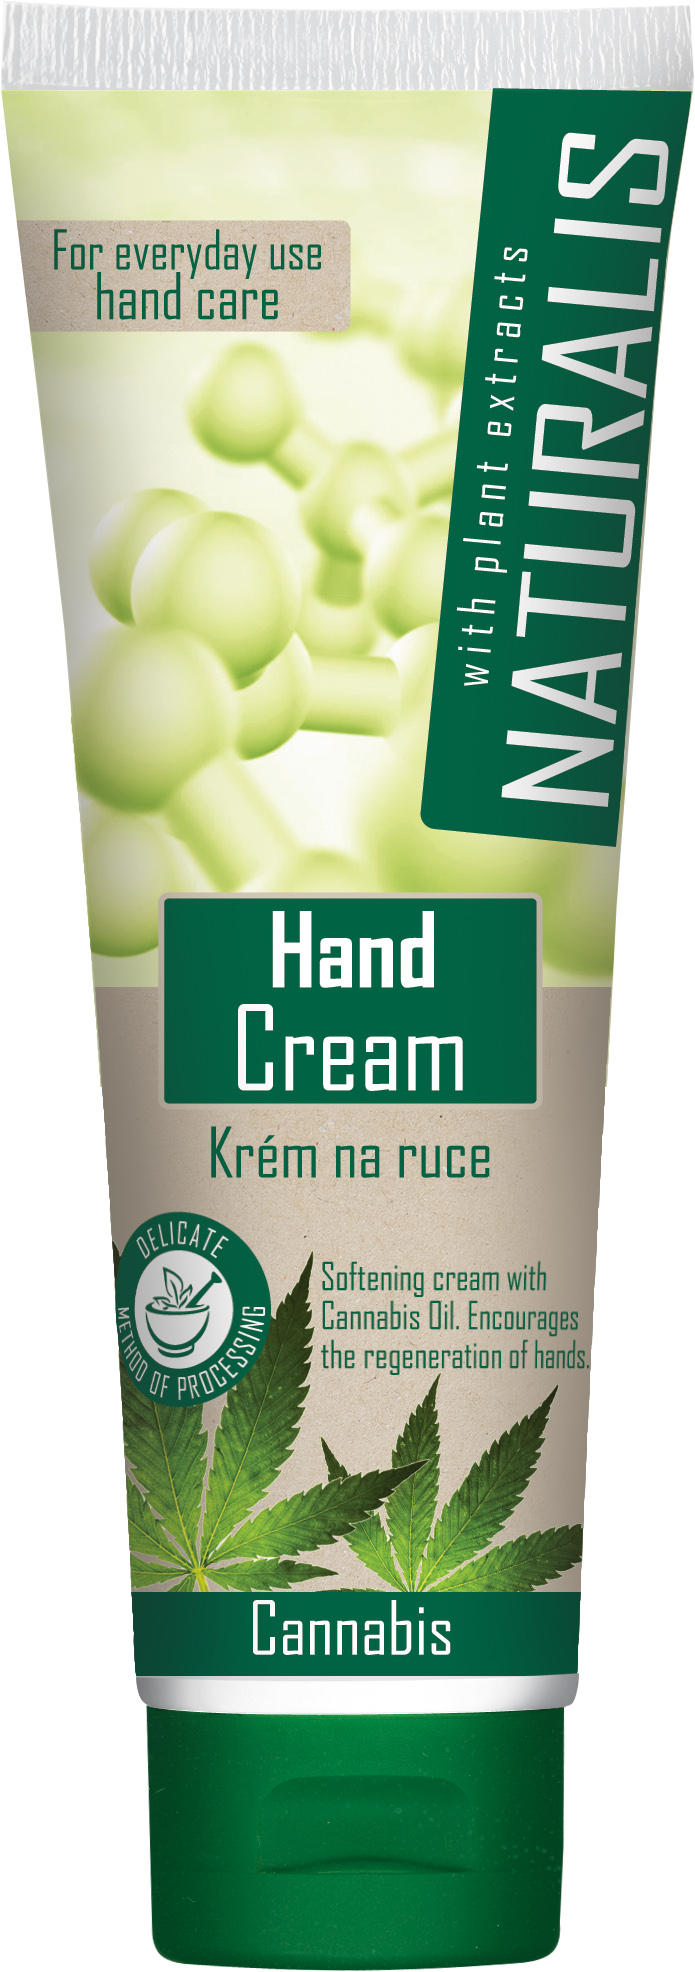 For everyday use
hand care
with plant extracts
NATURALIS
Hand
Cream
Krém na ruce
DELICATE
METHOD OF PROCESSING
Softening cream with
Cannabis Oil. Encourages
the regeneration of hands.
Cannabis